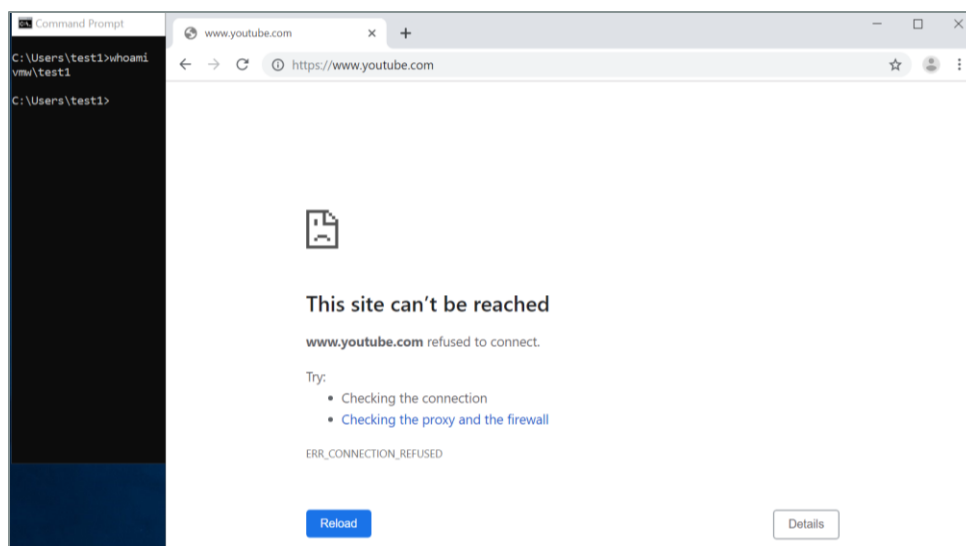 Command Prompt
C:\Users\test1>whoami
vmw\test1
C:\Users\test1>
www.youtube.com
https://www.youtube.com
This site can't be reached
www.youtube.com refused to connect.
Try:
• Checking the connection
• Checking the proxy and the firewall
ERR_CONNECTION_REFUSED
Reload
Details